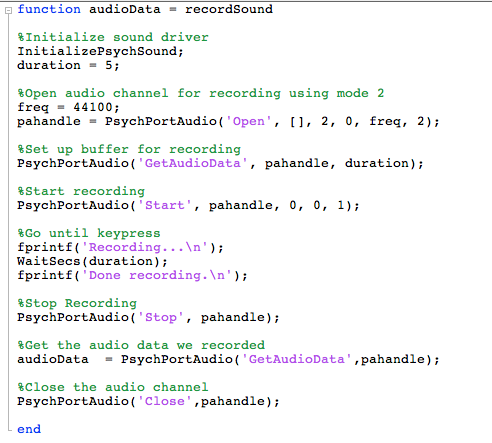 function audioData = recordSound
%Initialize sound driver
InitializePsychSound;
duration = 5;
%Open audio channel for recording using mode 2
freq = 44100;
pahandle = PsychPortAudio('Open', [], 2, 0, freq, 2);
%Set up buffer for recording
PsychPortAudio('GetAudioData', pahandle, duration);
%Start recording
PsychPortAudio('Start', pahandle, 0, 0, 1);
%Go until keypress
fprintf('Recording...\n');
WaitSecs(duration);
fprintf('Done recording.\n');
%Stop Recording
PsychPortAudio('Stop', pahandle);
%Get the audio data we recorded
audioData  = PsychPortAudio('GetAudioData',pahandle);
%Close the audio channel
PsychPortAudio('Close',pahandle);
end